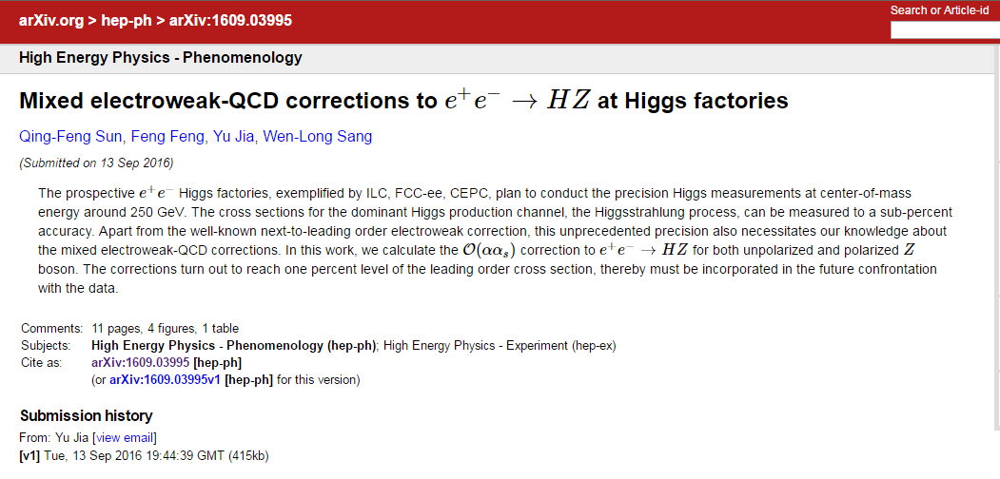 arXiv.org > hep-ph > arXiv:1609.03995
Search or Article-id
High Energy Physics - Phenomenology
Mixed electroweak-QCD corrections to e⁺e⁻ → HZ at Higgs factories
Qing-Feng Sun, Feng Feng, Yu Jia, Wen-Long Sang
(Submitted on 13 Sep 2016)
The prospective e⁺e⁻ Higgs factories, exemplified by ILC, FCC-ee, CEPC, plan to conduct the precision Higgs measurements at center-of-mass
energy around 250 GeV. The cross sections for the dominant Higgs production channel, the Higgsstrahlung process, can be measured to a sub-percent
accuracy. Apart from the well-known next-to-leading order electroweak correction, this unprecedented precision also necessitates our knowledge about
the mixed electroweak-QCD corrections. In this work, we calculate the 𝒪(ααₛ) correction to e⁺e⁻ → HZ for both unpolarized and polarized Z
boson. The corrections turn out to reach one percent level of the leading order cross section, thereby must be incorporated in the future confrontation
with the data.
Comments: 11 pages, 4 figures, 1 table
Subjects: High Energy Physics - Phenomenology (hep-ph); High Energy Physics - Experiment (hep-ex)
Cite as: arXiv:1609.03995 [hep-ph]
(or arXiv:1609.03995v1 [hep-ph] for this version)
Submission history
From: Yu Jia [view email]
[v1] Tue, 13 Sep 2016 19:44:39 GMT (415kb)